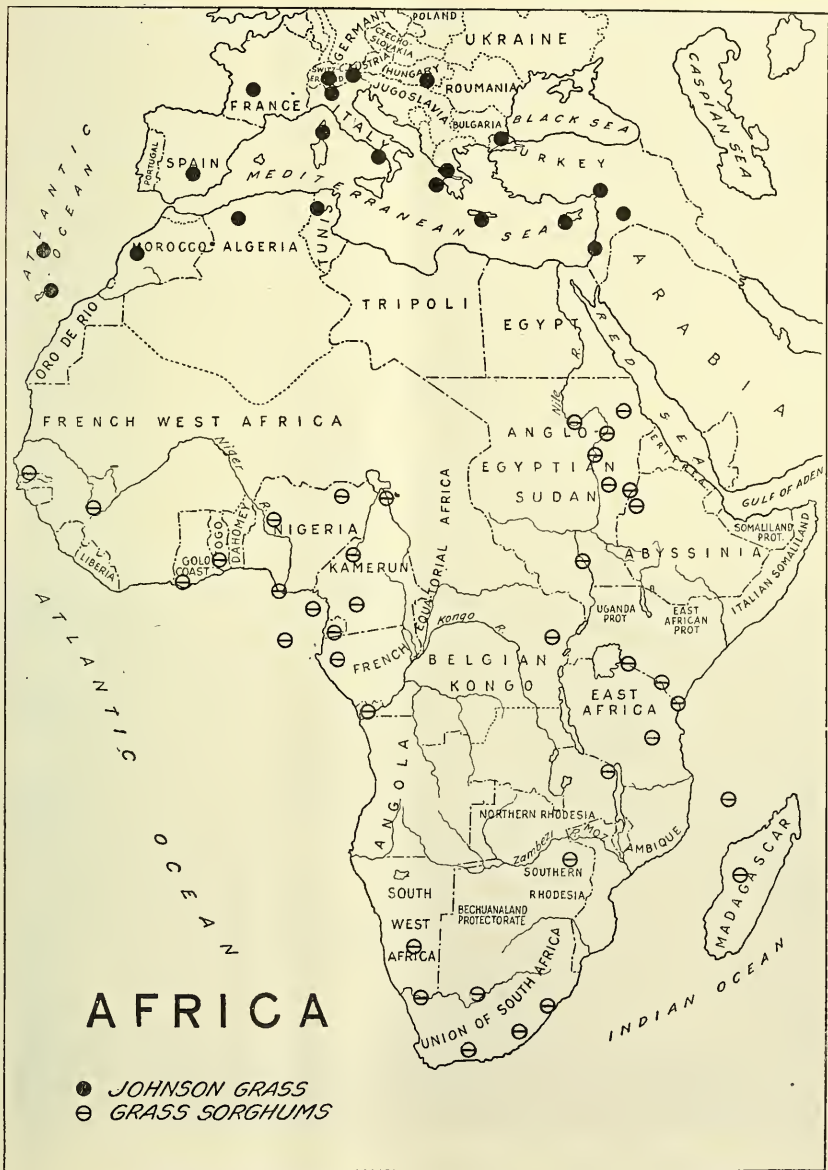 GERMANY
POLAND
CZECHO-
SLOVAKIA
UKRAINE
SWITZ-
ERLAND
AUSTRIA
HUNGARY
ROUMANIA
FRANCE
JUGOSLAVIA
CASPIAN SEA
ITALY
BULGARIA
BLACK SEA
PORTUGAL
SPAIN
TURKEY
ATLANTIC
OCEAN
MEDITERRANEAN SEA
MOROCCO
ALGERIA
TUNIS
ORO DE RIO
TRIPOLI
EGYPT
ARABIA
RED SEA
Nile R.
FRENCH WEST AFRICA
ANGLO-
EGYPTIAN
SUDAN
ERITREA
GULF OF ADEN
Niger R.
NIGERIA
LIBERIA
GOLD
COAST
TOGO
DAHOMEY
KAMERUN
FRENCH EQUATORIAL AFRICA
SOMALILAND
PROT.
ABYSSINIA
ITALIAN SOMALILAND
UGANDA
PROT
EAST
AFRICAN
PROT
Kongo R.
BELGIAN
KONGO
EAST
AFRICA
ATLANTIC OCEAN
ANGOLA
NORTHERN RHODESIA
MOZAMBIQUE
Zambezi
SOUTHERN
RHODESIA
MADAGASCAR
SOUTH
WEST
AFRICA
BECHUANALAND
PROTECTORATE
UNION OF SOUTH AFRICA
INDIAN OCEAN
AFRICA
JOHNSON GRASS
GRASS SORGHUMS